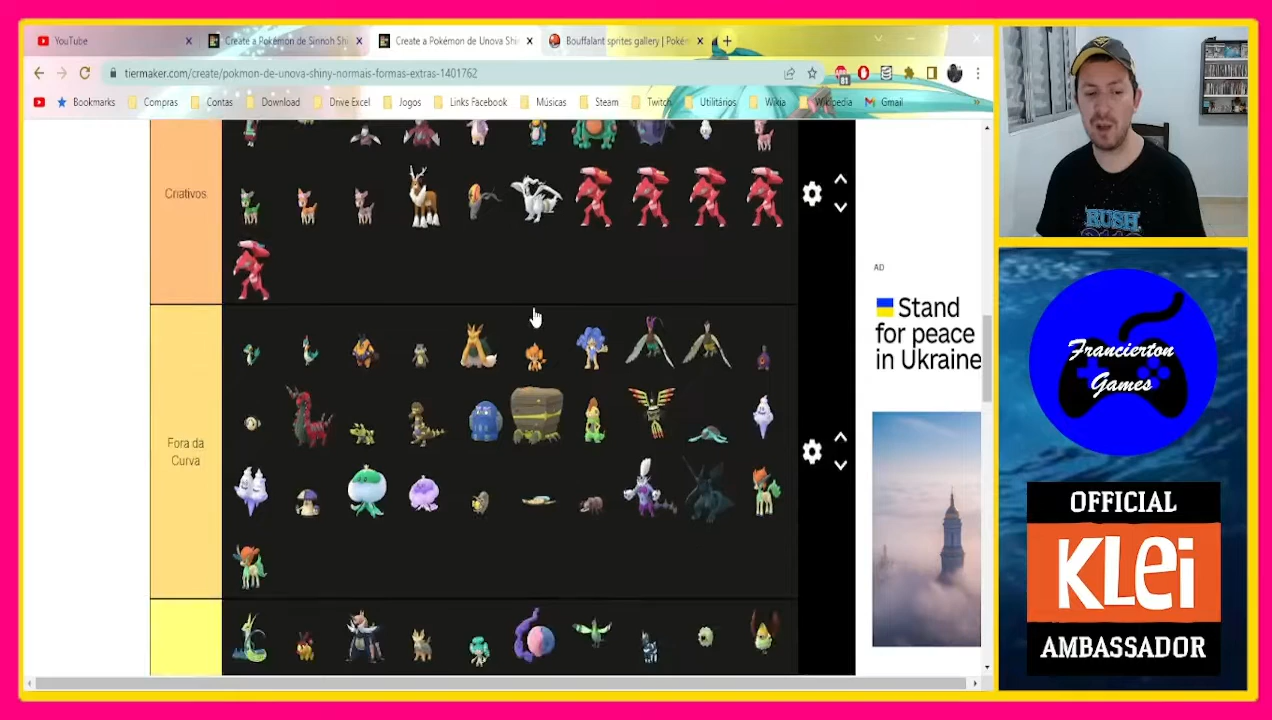 YouTube
Create a Pokémon de Sinnoh Shi
Create a Pokémon de Unova Shin
Bouffalant sprites gallery | Poké
tiermaker.com/create/pokmon-de-unova-shiny-normais-formas-extras-1401762
81
Bookmarks
Compras
Contas
Download
Drive Excel
Jogos
Links Facebook
Músicas
Steam
Twitch
Utilitários
Wikia
Wikipedia
Gmail
Criativos
Fora da
Curva
AD
Stand
for peace
in Ukraine
Francierton
Games
OFFICIAL
KLei
AMBASSADOR